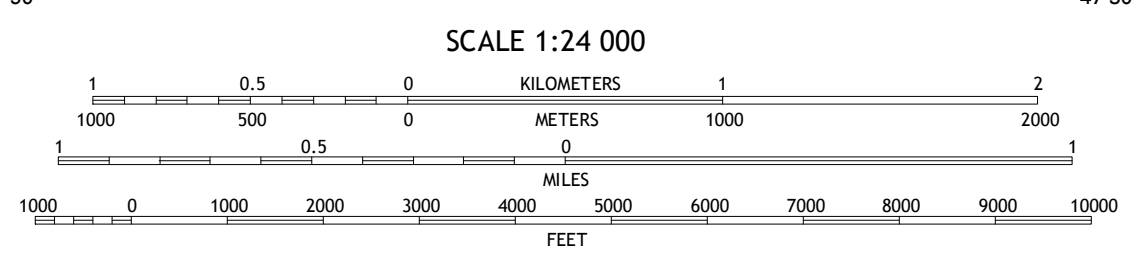 SCALE 1:24 000
1 0.5 0 KILOMETERS 1 2
1000 500 0 METERS 1000 2000
1 0.5 0 1
MILES
1000 0 1000 2000 3000 4000 5000 6000 7000 8000 9000 10000
FEET